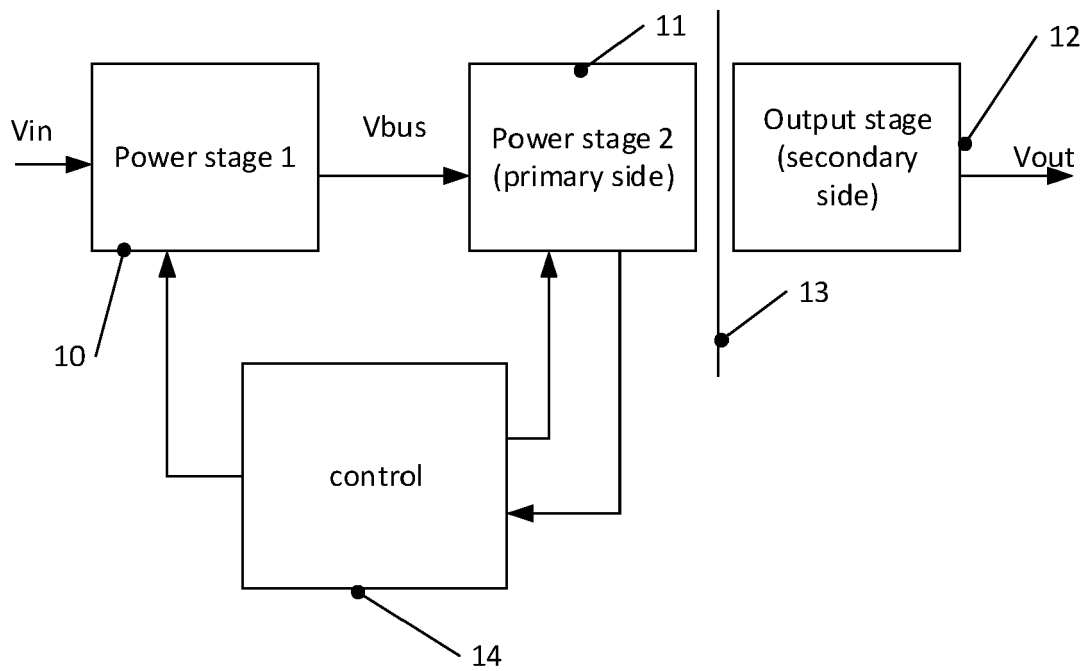 11
12
Vin
Power stage 1
Vbus
Power stage 2
(primary side)
Output stage
(secondary
side)
Vout
13
10
control
14